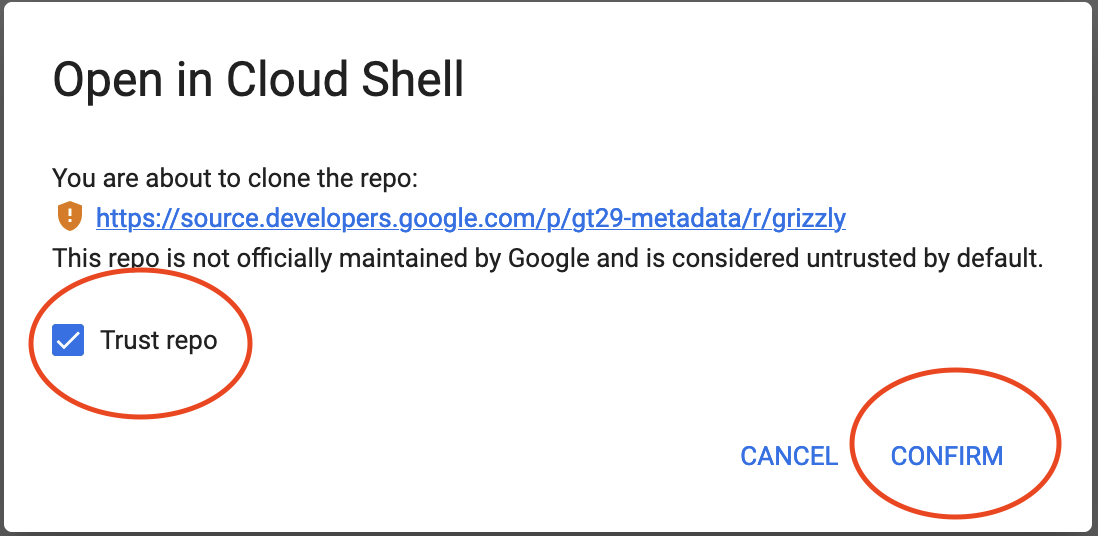 Open in Cloud Shell
You are about to clone the repo:
https://source.developers.google.com/p/gt29-metadata/r/grizzly
This repo is not officially maintained by Google and is considered untrusted by default.
Trust repo
CANCEL CONFIRM